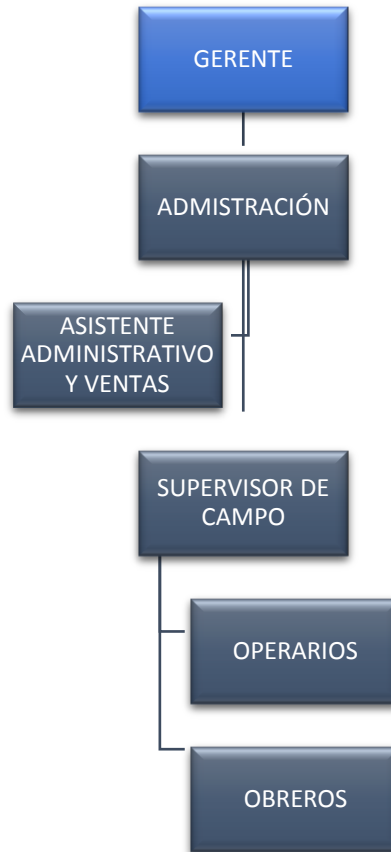 GERENTE
ADMISTRACIÓN
ASISTENTE
ADMINISTRATIVO
Y VENTAS
SUPERVISOR DE
CAMPO
OPERARIOS
OBREROS